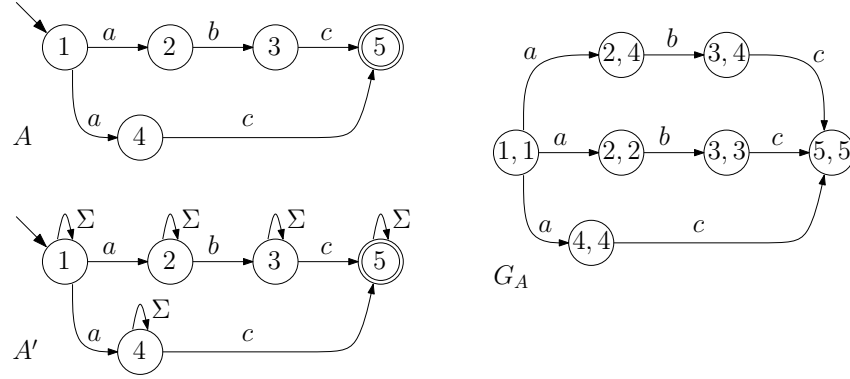 a b c
1 2 3 5
a c
A 4
Σ Σ Σ Σ
1 a 2 b 3 c 5
Σ
a c
A′ 4
a 2, 4 b 3, 4 c
1, 1 a 2, 2 b 3, 3 c 5, 5
a 4, 4 c
G_A